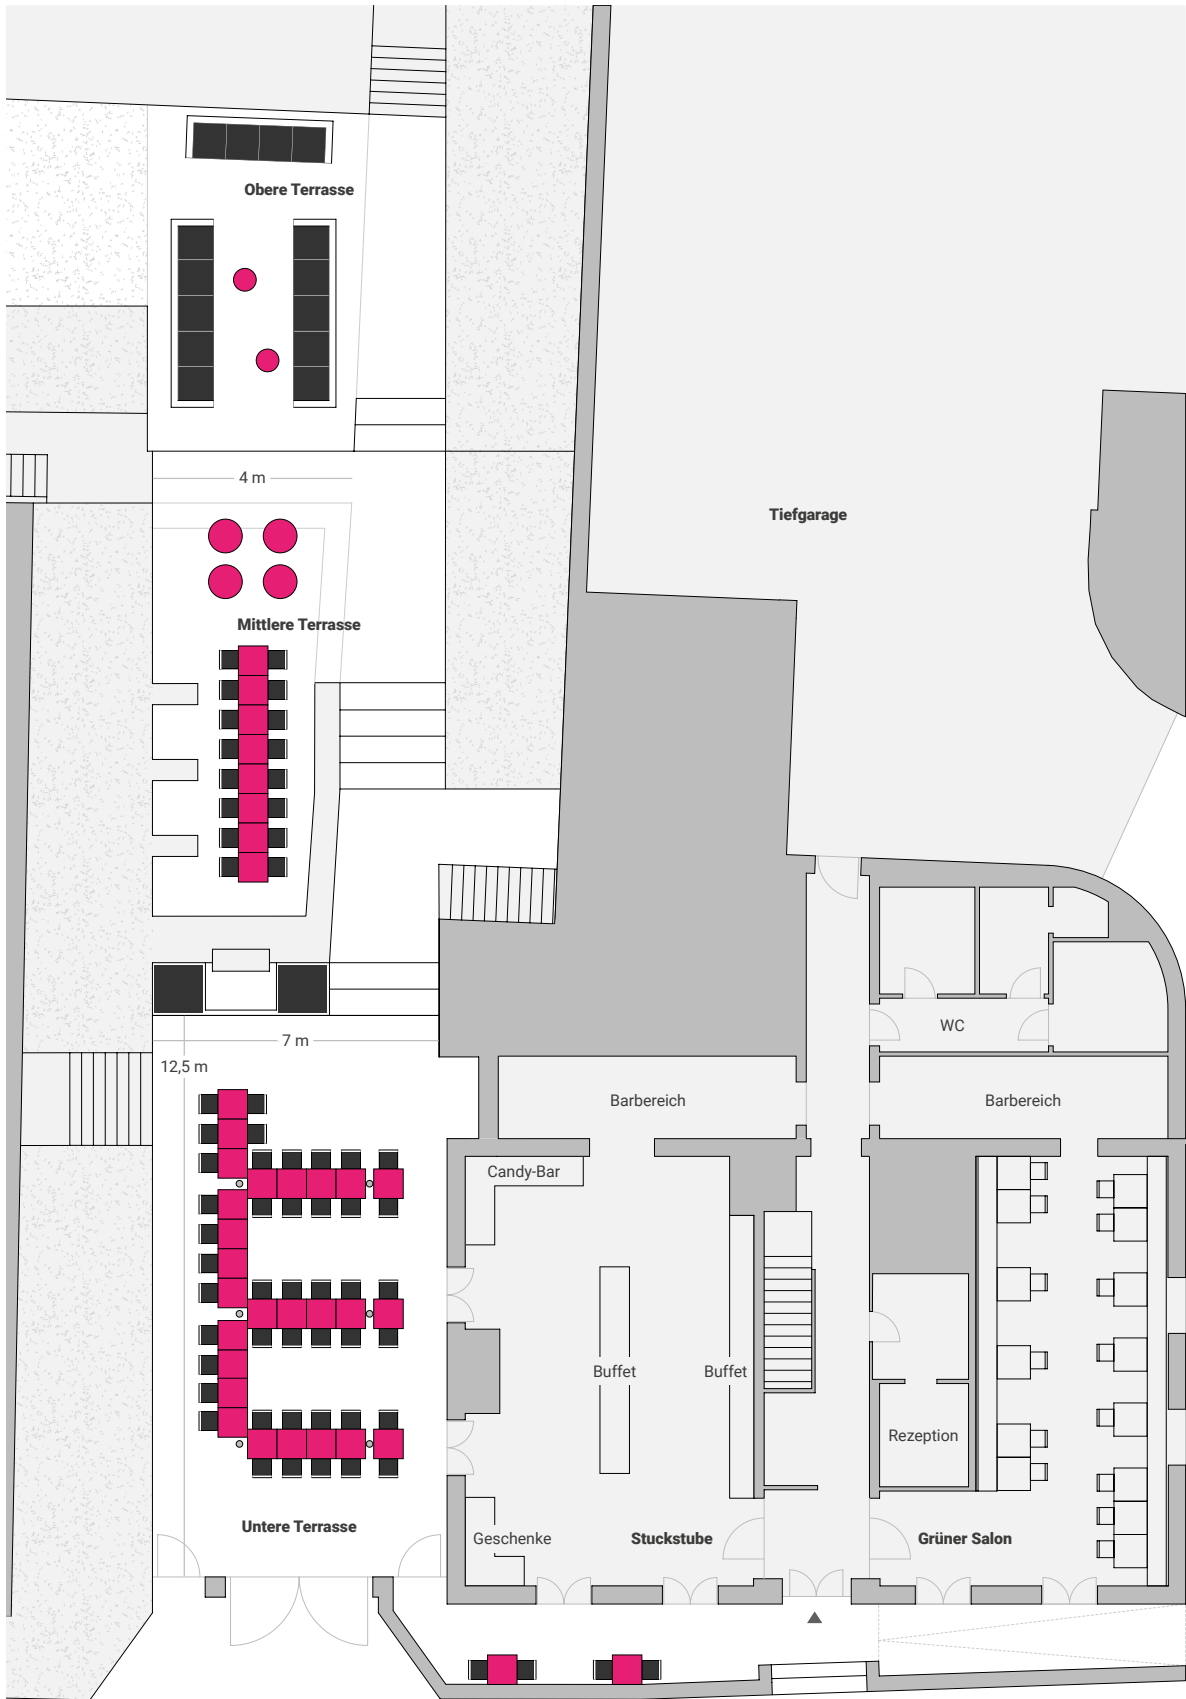 Obere Terrasse
4 m
Tiefgarage
Mittlere Terrasse
WC
7 m
12,5 m
Barbereich
Barbereich
Candy-Bar
Buffet
Buffet
Rezeption
Untere Terrasse
Geschenke
Stuckstube
Grüner Salon